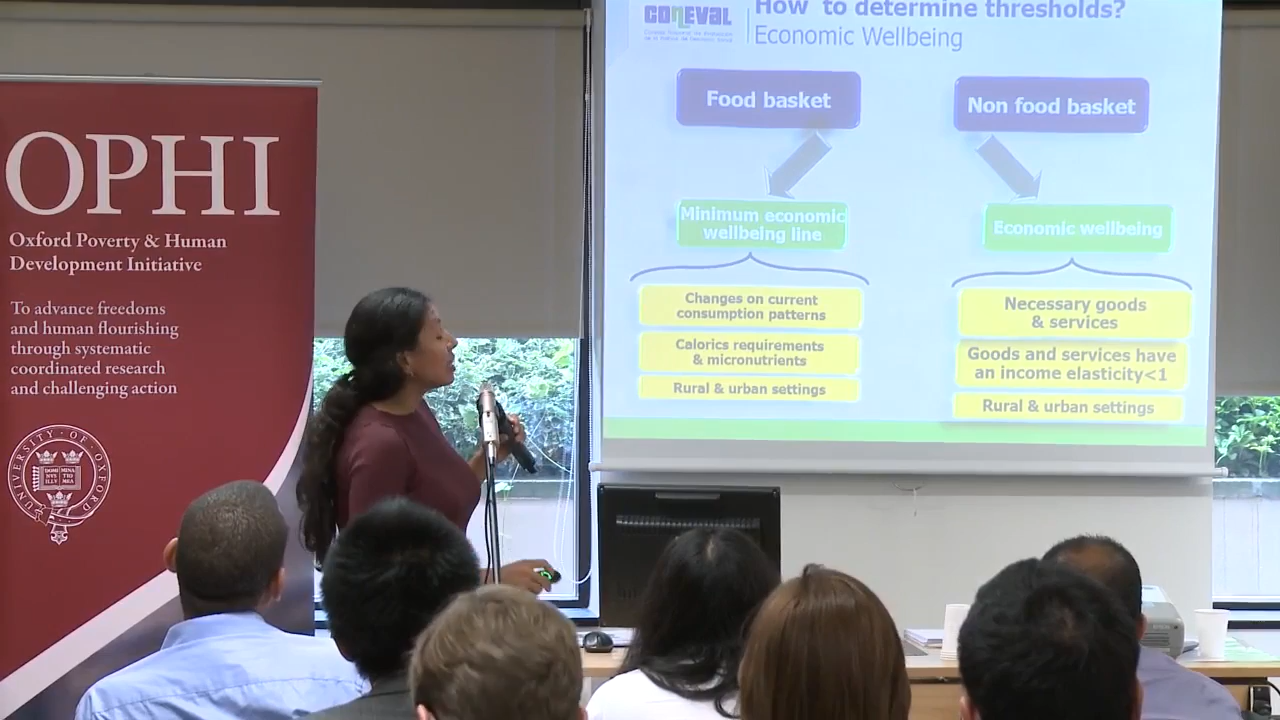 OPHI
Oxford Poverty & Human
Development Initiative
To advance freedoms
and human flourishing
through systematic
coordinated research
and challenging action
UNIVERSITY OF OXFORD
coneval
How to determine thresholds?
Economic Wellbeing
Food basket
Non food basket
Minimum economic
wellbeing line
Economic wellbeing
Changes on current
consumption patterns
Calorics requirements
& micronutrients
Rural & urban settings
Necessary goods
& services
Goods and services have
an income elasticity<1
Rural & urban settings